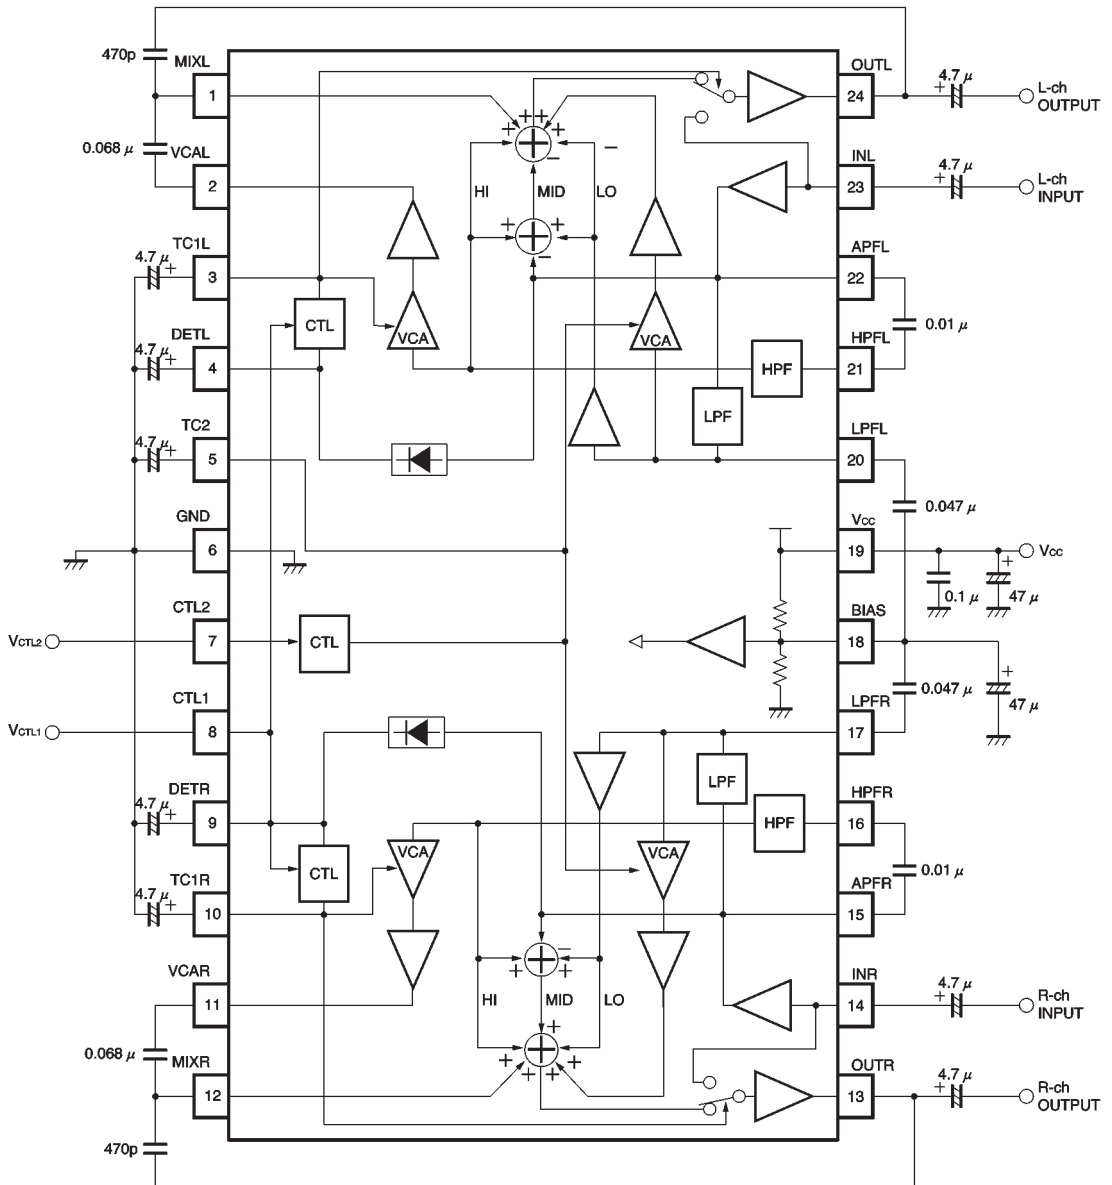 470p
MIXL
1
0.068 μ
VCAL
2
TC1L
4.7 μ
+
3
DETL
4.7 μ
+
4
TC2
4.7 μ
+
5
GND
6
CTL2
VCTL2
7
CTL1
VCTL1
8
DETR
4.7 μ
+
9
TC1R
4.7 μ
+
10
VCAR
11
0.068 μ
MIXR
12
470p
+ + + +
+ + − −
HI MID LO
+ + −
CTL
VCA
VCA
HPF
LPF
CTL
LPF
HPF
VCA
VCA
CTL
−
+ +
HI MID LO
+
+ + + +
OUTL
24
+ 4.7 μ
L-ch
OUTPUT
INL
23
+ 4.7 μ
L-ch
INPUT
APFL
22
0.01 μ
HPFL
21
LPFL
20
0.047 μ
Vcc
19
Vcc
0.1 μ
+
47 μ
BIAS
18
0.047 μ
+
47 μ
LPFR
17
HPFR
16
0.01 μ
APFR
15
INR
14
+ 4.7 μ
R-ch
INPUT
OUTR
13
+ 4.7 μ
R-ch
OUTPUT